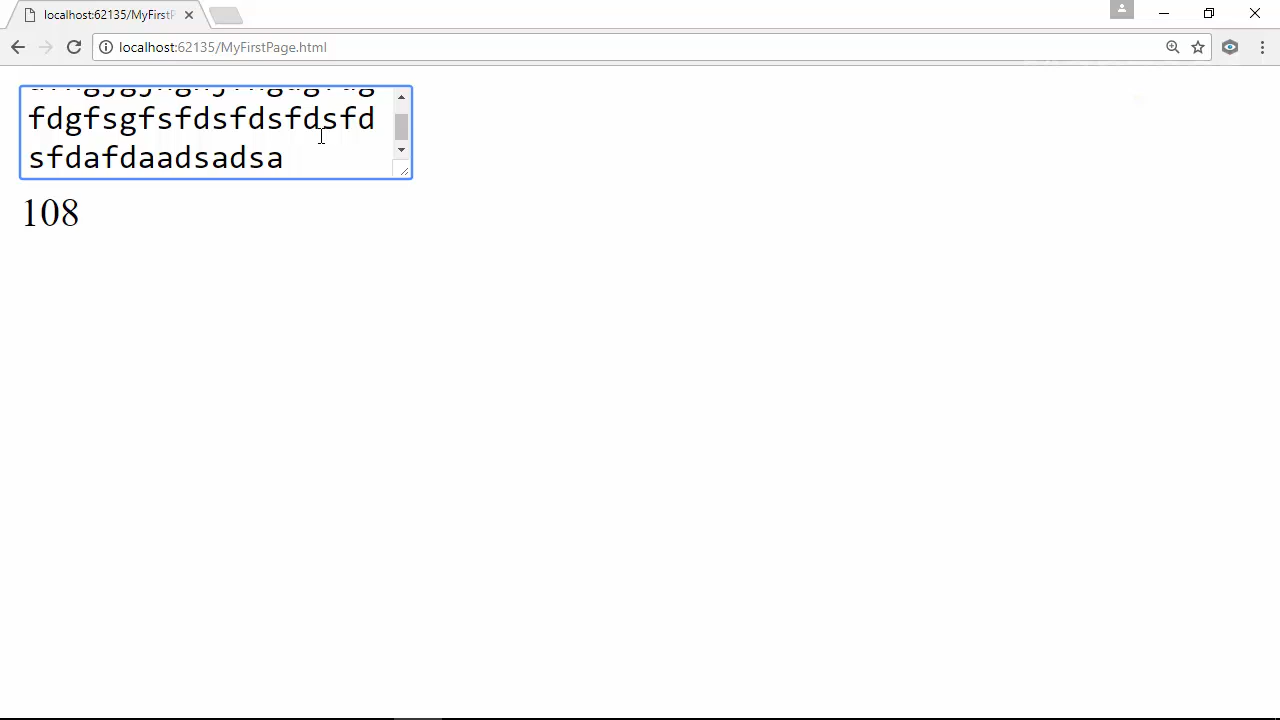 localhost:62135/MyFirstP
localhost:62135/MyFirstPage.html
fdgfsgfsfdsfdsfdsfd
sfdafdaadsadsa
108